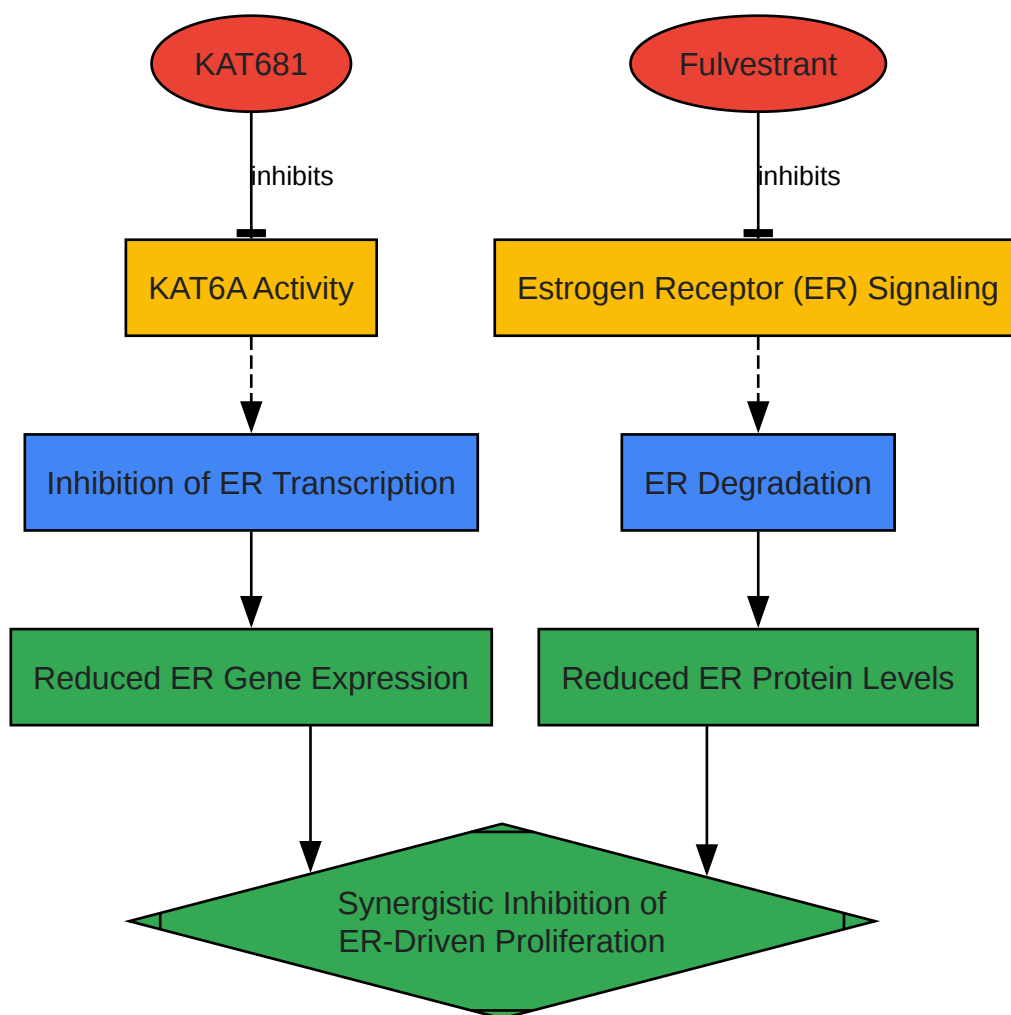 KAT681
Fulvestrant
inhibits
inhibits
KAT6A Activity
Estrogen Receptor (ER) Signaling
Inhibition of ER Transcription
ER Degradation
Reduced ER Gene Expression
Reduced ER Protein Levels
Synergistic Inhibition of
ER-Driven Proliferation